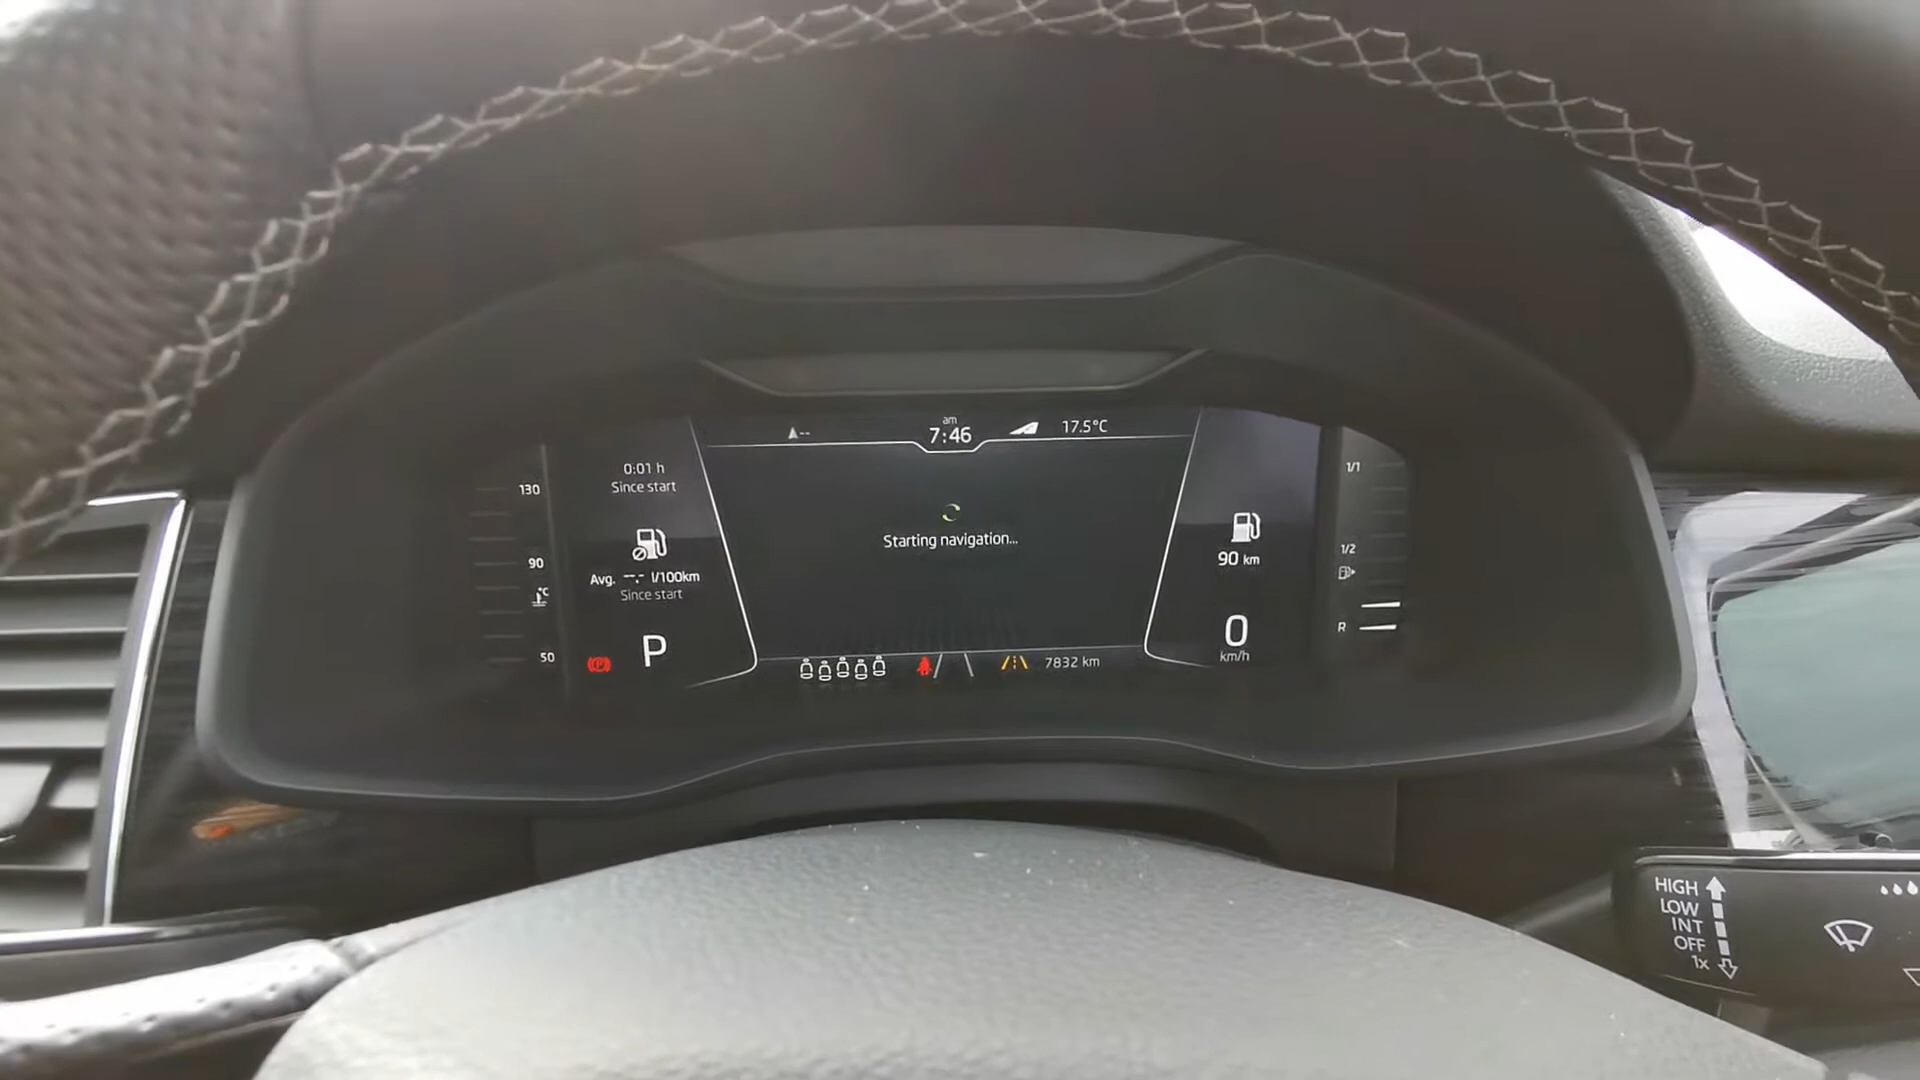 am
7:46
17.5°C
--
0:01 h
Since start
130
90
°C
50
Avg. --.- l/100km
Since start
P
(P)
Starting navigation...
7832 km
90 km
0
km/h
1/1
1/2
R
HIGH
LOW
INT
OFF
1x